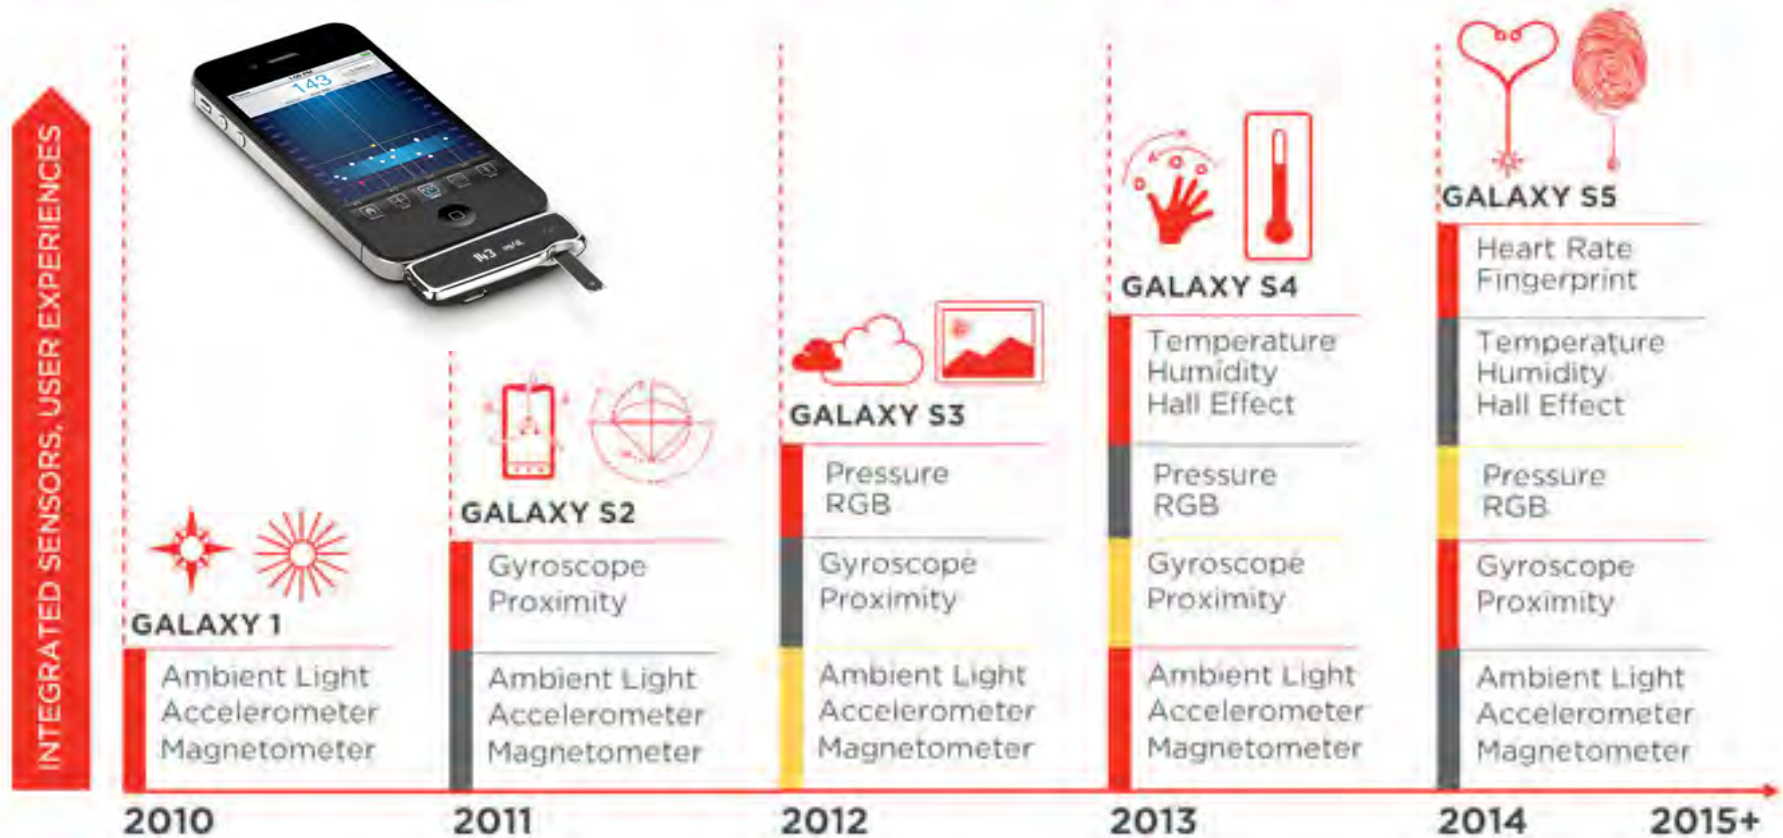 INTEGRATED SENSORS, USER EXPERIENCES
143
143
GALAXY 1
Ambient Light
Accelerometer
Magnetometer
2010
GALAXY S2
Gyroscope
Proximity
Ambient Light
Accelerometer
Magnetometer
2011
GALAXY S3
Pressure
RGB
Gyroscope
Proximity
Ambient Light
Accelerometer
Magnetometer
2012
GALAXY S4
Temperature
Humidity
Hall Effect
Pressure
RGB
Gyroscope
Proximity
Ambient Light
Accelerometer
Magnetometer
2013
GALAXY S5
Heart Rate
Fingerprint
Temperature
Humidity
Hall Effect
Pressure
RGB
Gyroscope
Proximity
Ambient Light
Accelerometer
Magnetometer
2014
2015+